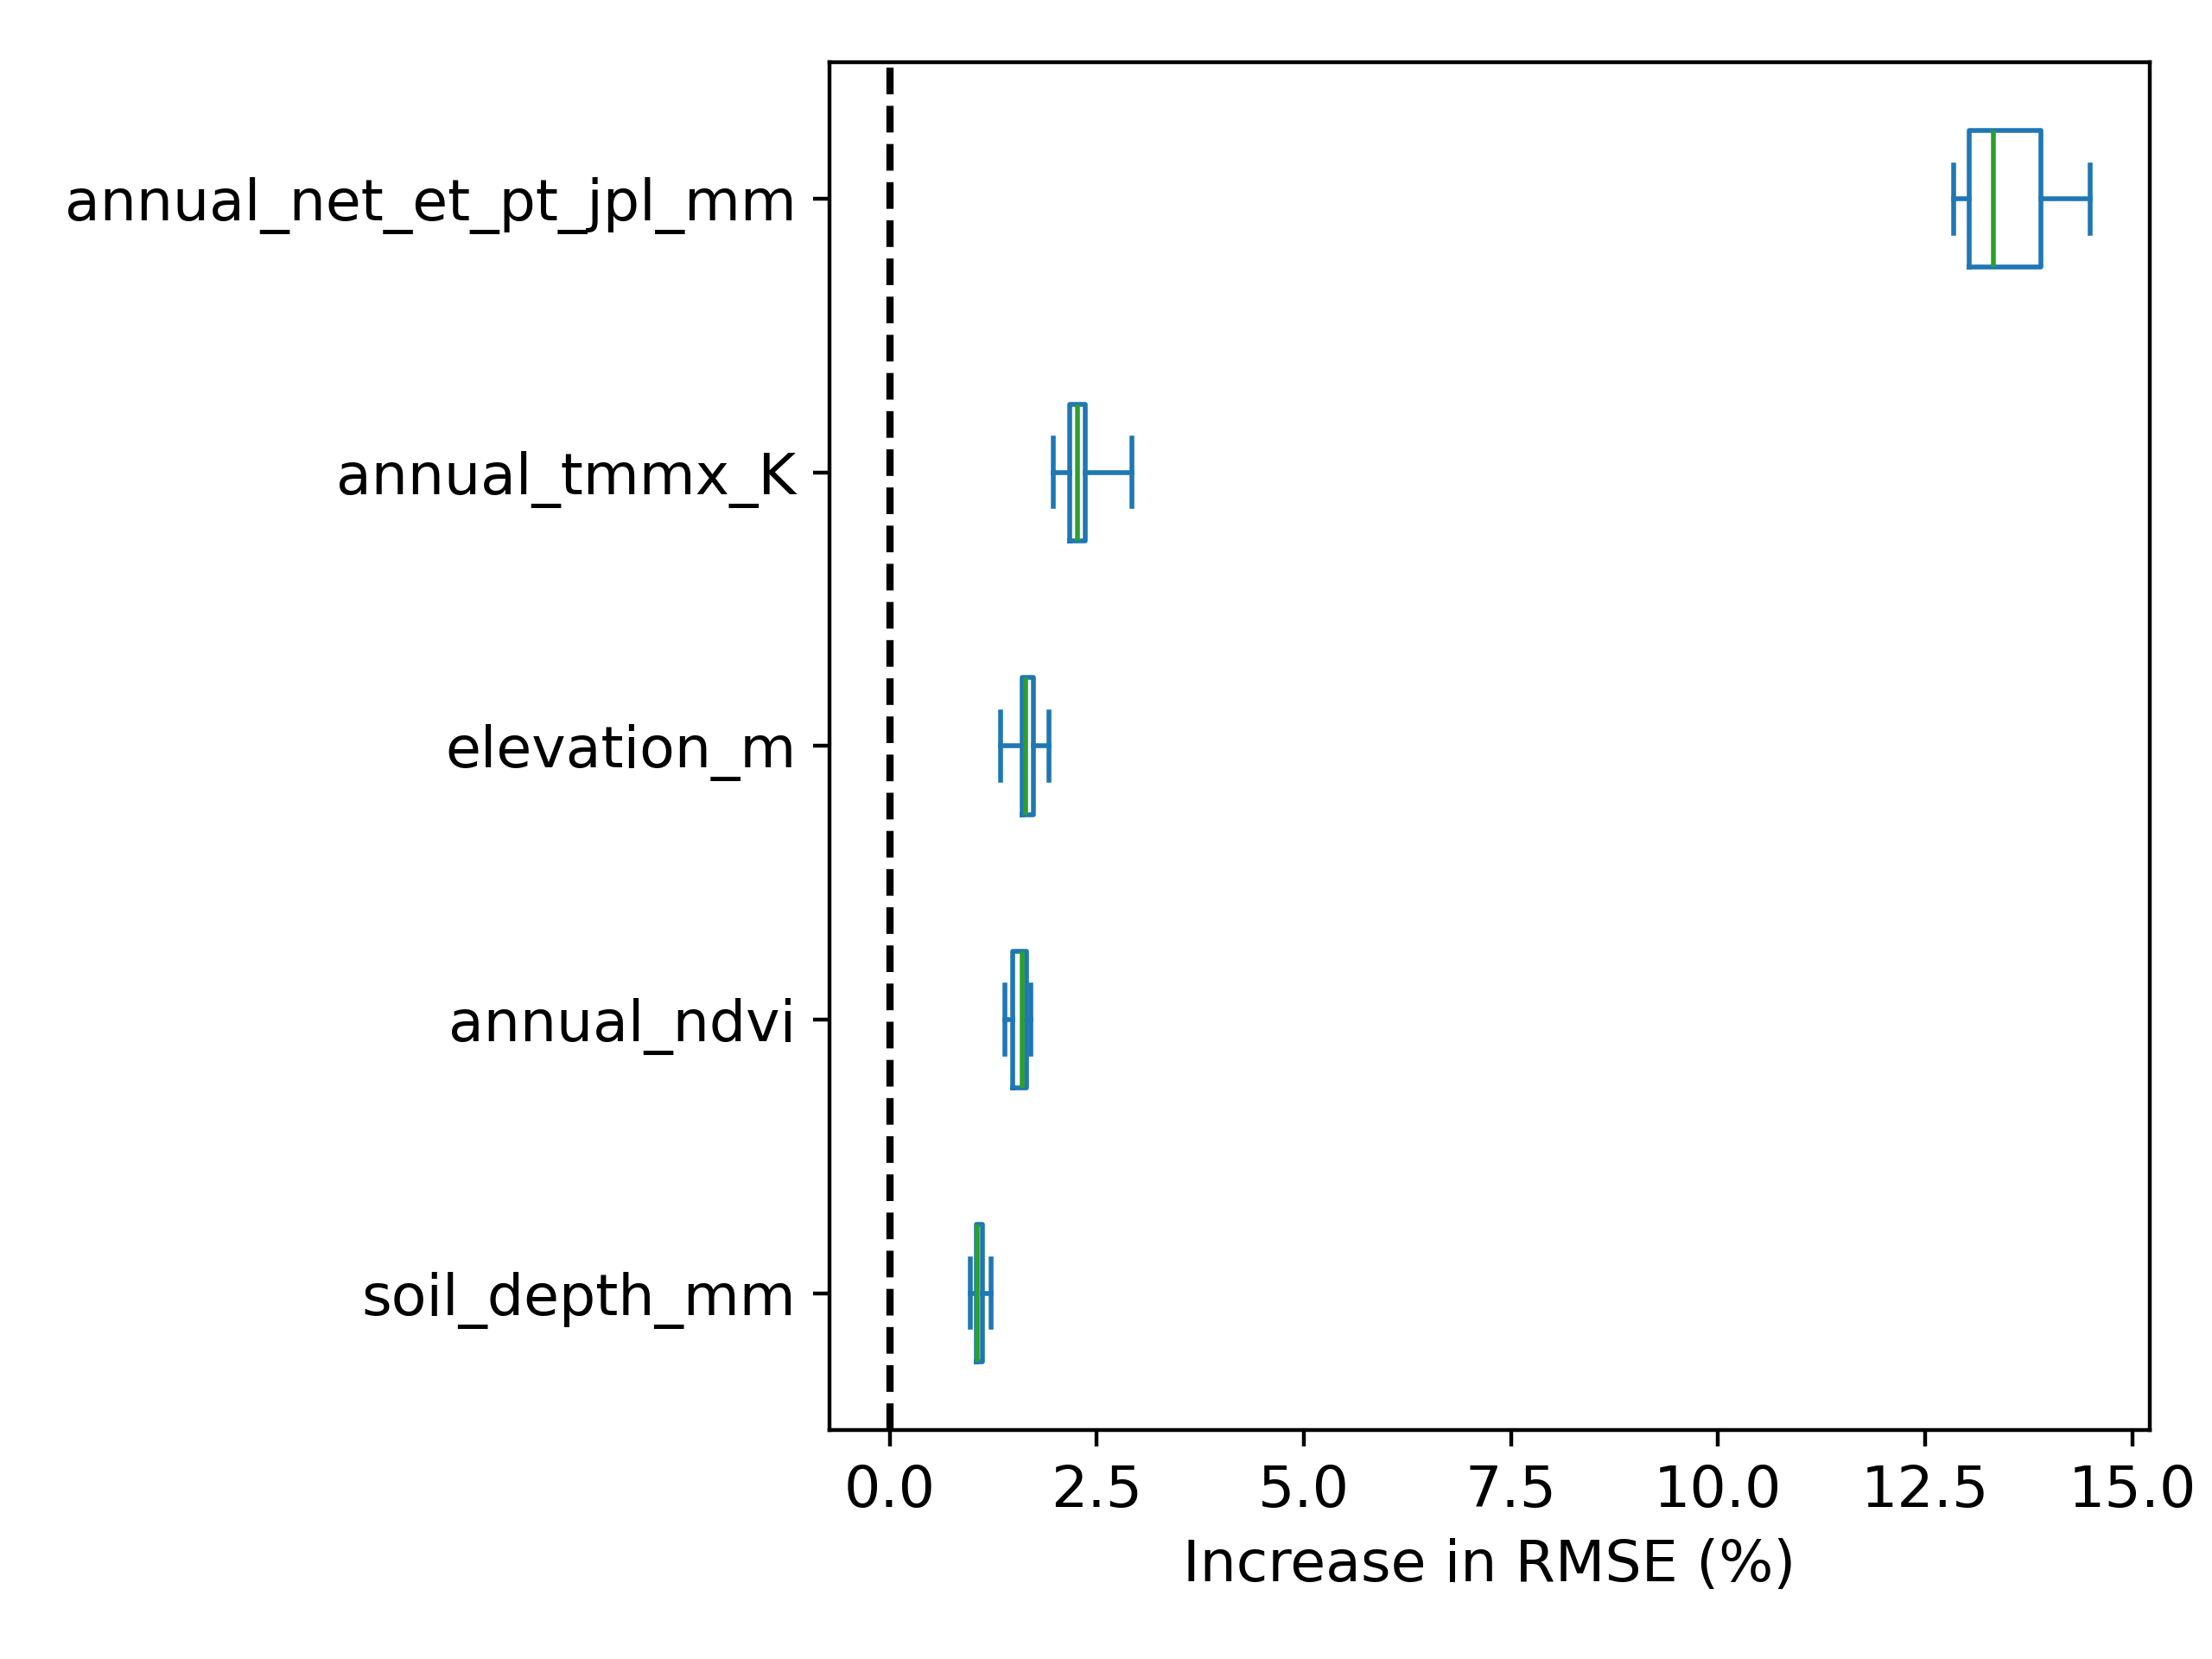 annual_net_et_pt_jpl_mm
annual_tmmx_K
elevation_m
annual_ndvi
soil_depth_mm
0.0 2.5 5.0 7.5 10.0 12.5 15.0
Increase in RMSE (%)